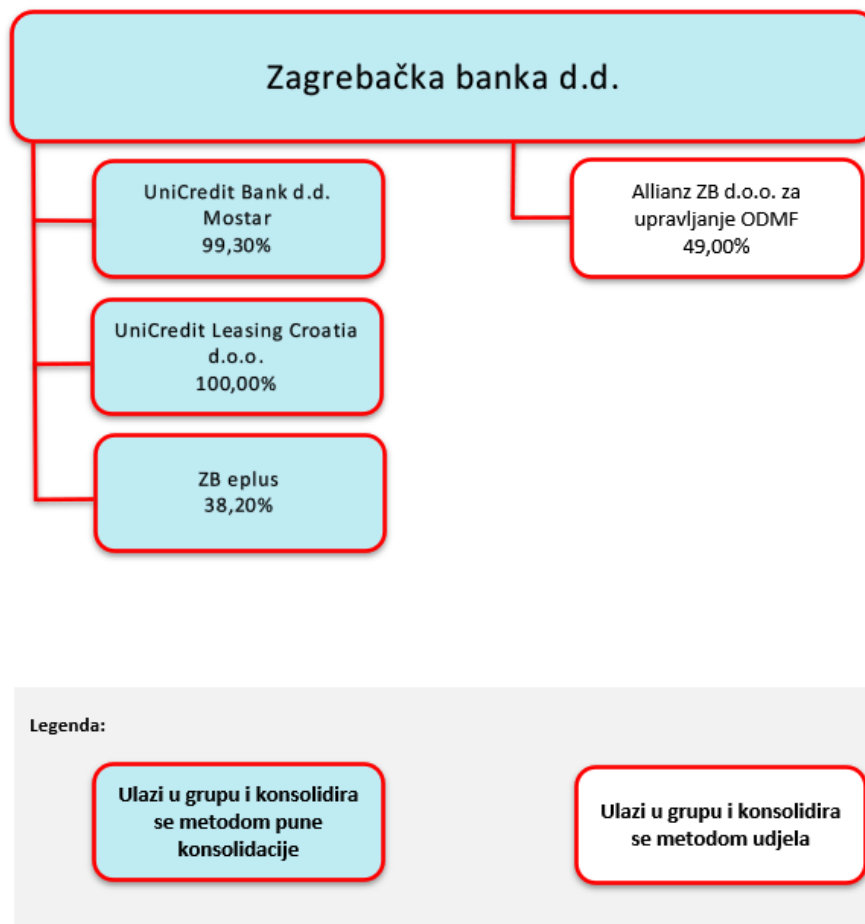 Zagrebačka banka d.d.
UniCredit Bank d.d.
Mostar
99,30%
Allianz ZB d.o.o. za
upravljanje ODMF
49,00%
UniCredit Leasing Croatia
d.o.o.
100,00%
ZB eplus
38,20%
Legenda:
Ulazi u grupu i konsolidira
se metodom pune
konsolidacije
Ulazi u grupu i konsolidira
se metodom udjela